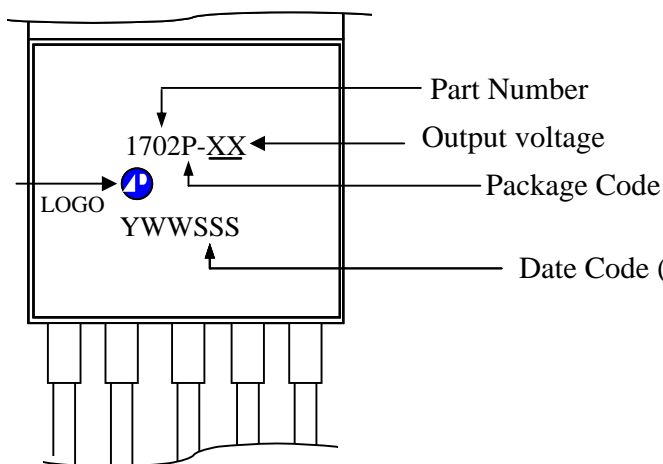 Part Number
1702P-XX
Output voltage
Package Code
LOGO
YWWSSS
Date Code (